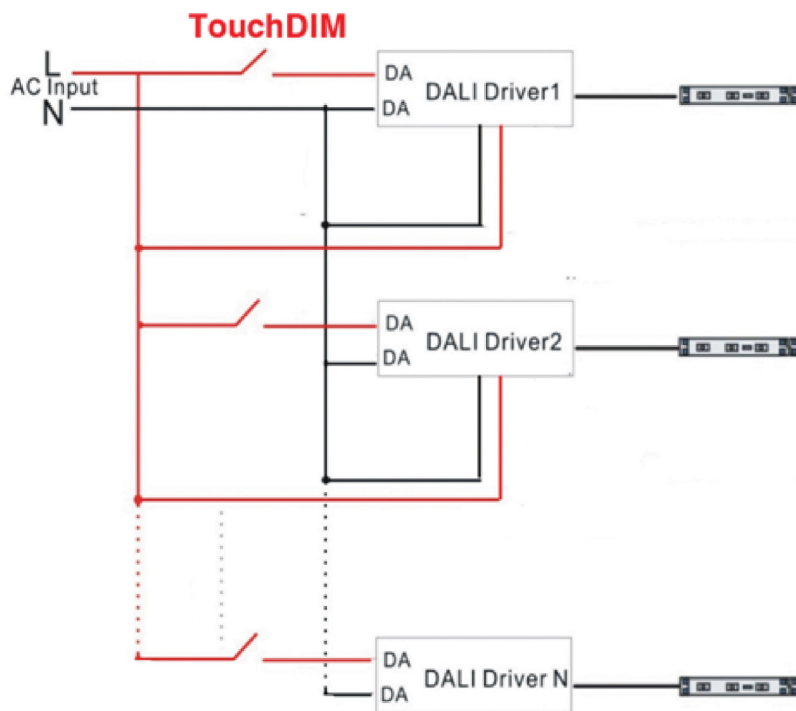 TouchDIM
L
AC Input
N
DA
DA
DALI Driver1
DA
DA
DALI Driver2
DA
DA
DALI Driver N